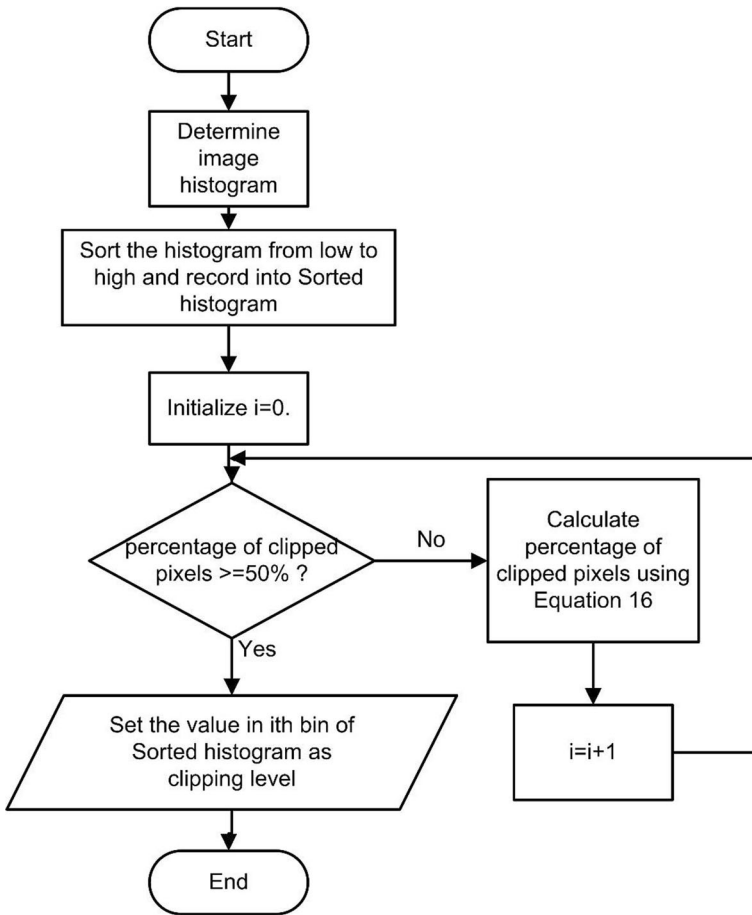 Start
Determine
image
histogram
Sort the histogram from low to
high and record into Sorted
histogram
Initialize i=0.
percentage of clipped
pixels >=50% ?
No
Calculate
percentage of
clipped pixels using
Equation 16
Yes
Set the value in ith bin of
Sorted histogram as
clipping level
i=i+1
End